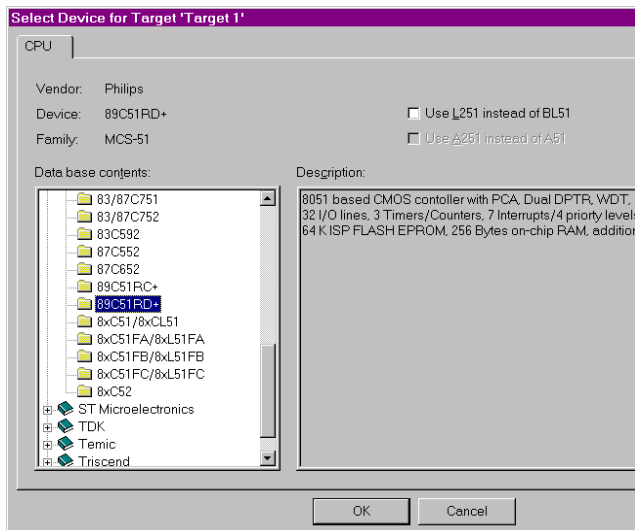 Select Device for Target 'Target 1'
CPU
Vendor: Philips
Device: 89C51RD+
Use L251 instead of BL51
Family: MCS-51
Use A251 instead of A51
Data base contents:
Description:
83/87C751
83/87C752
83C592
87C552
87C652
89C51RC+
89C51RD+
8xC51/8xCL51
8xC51FA/8xL51FA
8xC51FB/8xL51FB
8xC51FC/8xL51FC
8xC52
ST Microelectronics
TDK
Temic
Triscend
8051 based CMOS contoller with PCA, Dual DPTR, WDT,
32 I/O lines, 3 Timers/Counters, 7 Interrupts/4 priorty levels
64 K ISP FLASH EPROM, 256 Bytes on-chip RAM, addition
OK
Cancel